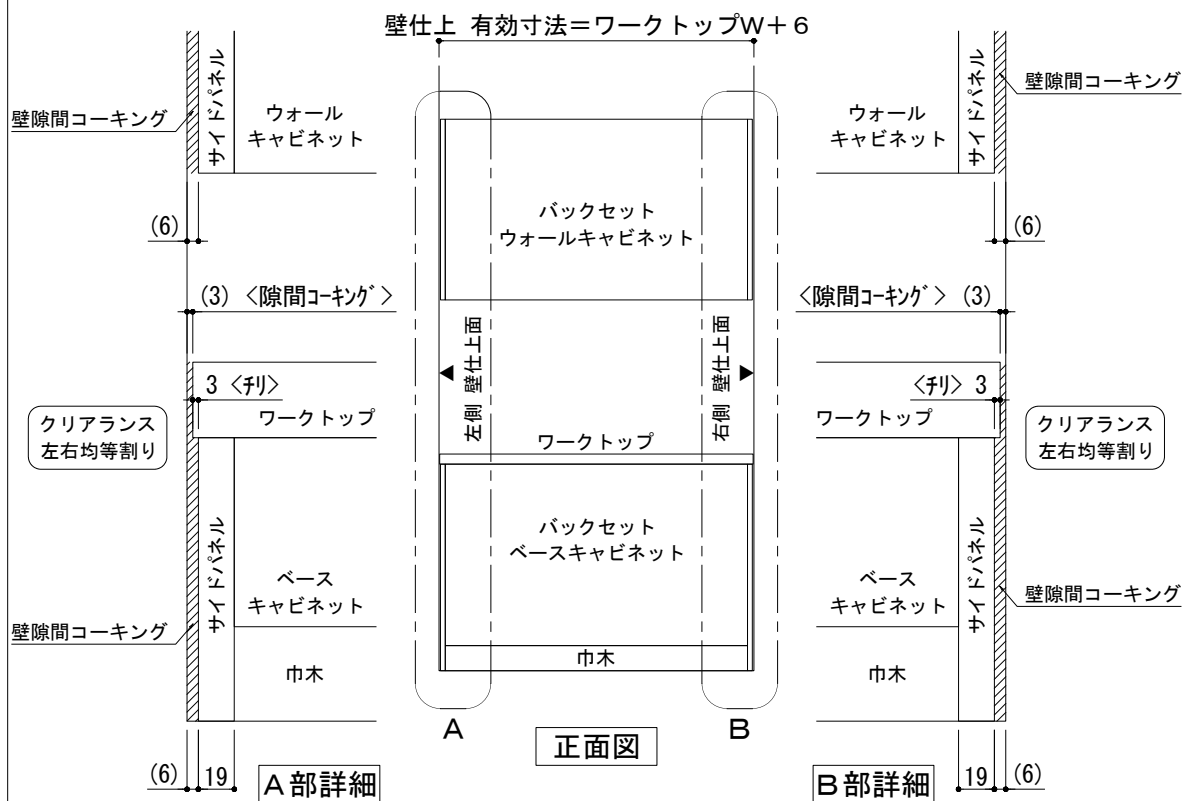 壁仕上 有効寸法＝ワークトップW＋6
サイドパネル
壁隙間コーキング
ウォール
キャビネット
(6)
(3) <隙間コーキング>
3 <チリ>
ワークトップ
クリアランス
左右均等割り
サイドパネル
ベース
キャビネット
壁隙間コーキング
巾木
(6)
19
A部詳細
バックセット
ウォールキャビネット
左側 壁仕上面
右側 壁仕上面
ワークトップ
バックセット
ベースキャビネット
巾木
A
B
正面図
ウォール
キャビネット
サイドパネル
壁隙間コーキング
(6)
<隙間コーキング> (3)
<チリ> 3
ワークトップ
クリアランス
左右均等割り
ベース
キャビネット
サイドパネル
壁隙間コーキング
巾木
B部詳細
19
(6)